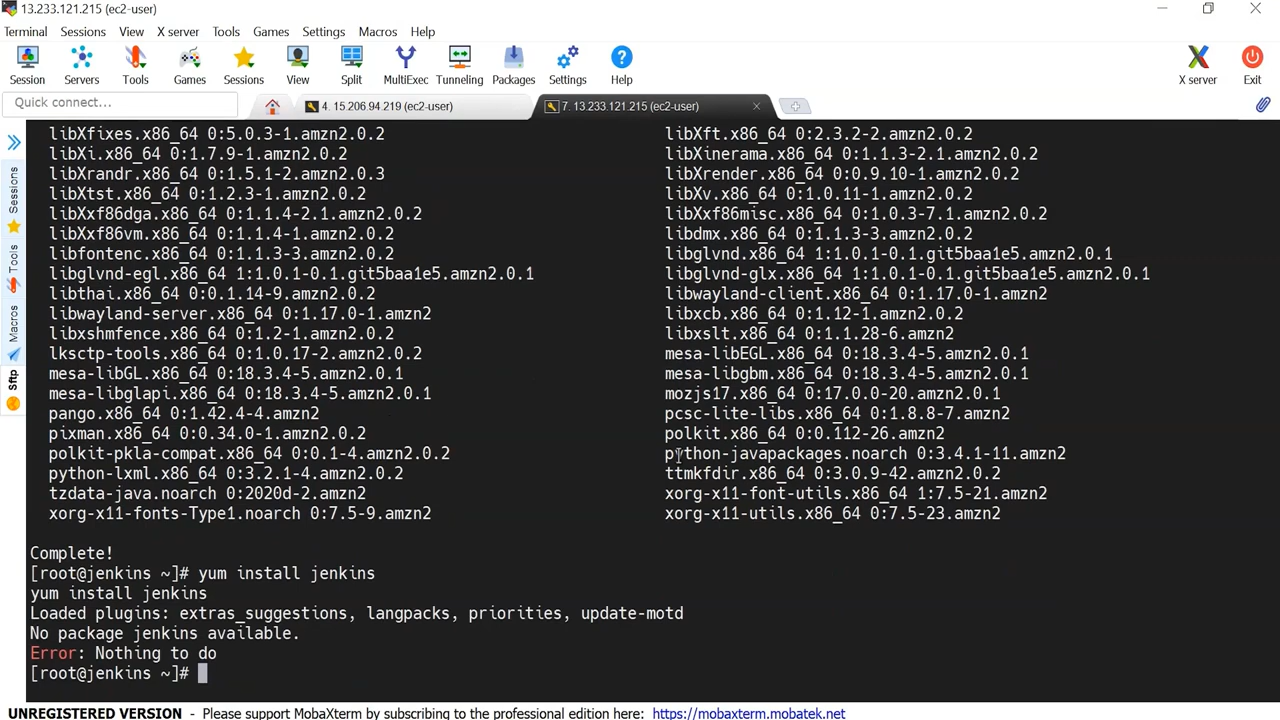 13.233.121.215 (ec2-user)
Terminal Sessions View X server Tools Games Settings Macros Help
Session Servers Tools Games Sessions View Split MultiExec Tunneling Packages Settings Help X server Exit
Quick connect... 4. 15.206.94.219 (ec2-user) 7. 13.233.121.215 (ec2-user)
Sessions
Tools
Macros
Sftp
libXfixes.x86_64 0:5.0.3-1.amzn2.0.2 libXft.x86_64 0:2.3.2-2.amzn2.0.2
libXi.x86_64 0:1.7.9-1.amzn2.0.2 libXinerama.x86_64 0:1.1.3-2.1.amzn2.0.2
libXrandr.x86_64 0:1.5.1-2.amzn2.0.3 libXrender.x86_64 0:0.9.10-1.amzn2.0.2
libXtst.x86_64 0:1.2.3-1.amzn2.0.2 libXv.x86_64 0:1.0.11-1.amzn2.0.2
libXxf86dga.x86_64 0:1.1.4-2.1.amzn2.0.2 libXxf86misc.x86_64 0:1.0.3-7.1.amzn2.0.2
libXxf86vm.x86_64 0:1.1.4-1.amzn2.0.2 libdmx.x86_64 0:1.1.3-3.amzn2.0.2
libfontenc.x86_64 0:1.1.3-3.amzn2.0.2 libglvnd.x86_64 1:1.0.1-0.1.git5baa1e5.amzn2.0.1
libglvnd-egl.x86_64 1:1.0.1-0.1.git5baa1e5.amzn2.0.1 libglvnd-glx.x86_64 1:1.0.1-0.1.git5baa1e5.amzn2.0.1
libthai.x86_64 0:0.1.14-9.amzn2.0.2 libwayland-client.x86_64 0:1.17.0-1.amzn2
libwayland-server.x86_64 0:1.17.0-1.amzn2 libxcb.x86_64 0:1.12-1.amzn2.0.2
libxshmfence.x86_64 0:1.2-1.amzn2.0.2 libxslt.x86_64 0:1.1.28-6.amzn2
lksctp-tools.x86_64 0:1.0.17-2.amzn2.0.2 mesa-libEGL.x86_64 0:18.3.4-5.amzn2.0.1
mesa-libGL.x86_64 0:18.3.4-5.amzn2.0.1 mesa-libgbm.x86_64 0:18.3.4-5.amzn2.0.1
mesa-libglapi.x86_64 0:18.3.4-5.amzn2.0.1 mozjs17.x86_64 0:17.0.0-20.amzn2.0.1
pango.x86_64 0:1.42.4-4.amzn2 pcsc-lite-libs.x86_64 0:1.8.8-7.amzn2
pixman.x86_64 0:0.34.0-1.amzn2.0.2 polkit.x86_64 0:0.112-26.amzn2
polkit-pkla-compat.x86_64 0:0.1-4.amzn2.0.2 python-javapackages.noarch 0:3.4.1-11.amzn2
python-lxml.x86_64 0:3.2.1-4.amzn2.0.2 ttmkfdir.x86_64 0:3.0.9-42.amzn2.0.2
tzdata-java.noarch 0:2020d-2.amzn2 xorg-x11-font-utils.x86_64 1:7.5-21.amzn2
xorg-x11-fonts-Type1.noarch 0:7.5-9.amzn2 xorg-x11-utils.x86_64 0:7.5-23.amzn2
Complete!
[root@jenkins ~]# yum install jenkins
yum install jenkins
Loaded plugins: extras_suggestions, langpacks, priorities, update-motd
No package jenkins available.
Error: Nothing to do
[root@jenkins ~]#
UNREGISTERED VERSION - Please support MobaXterm by subscribing to the professional edition here: https://mobaxterm.mobatek.net